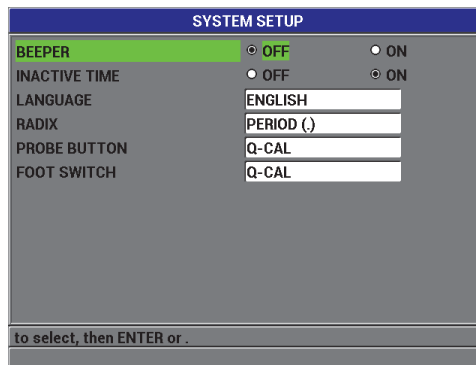 SYSTEM SETUP
BEEPER OFF ON
INACTIVE TIME OFF ON
LANGUAGE ENGLISH
RADIX PERIOD (.)
PROBE BUTTON Q-CAL
FOOT SWITCH Q-CAL
to select, then ENTER or .